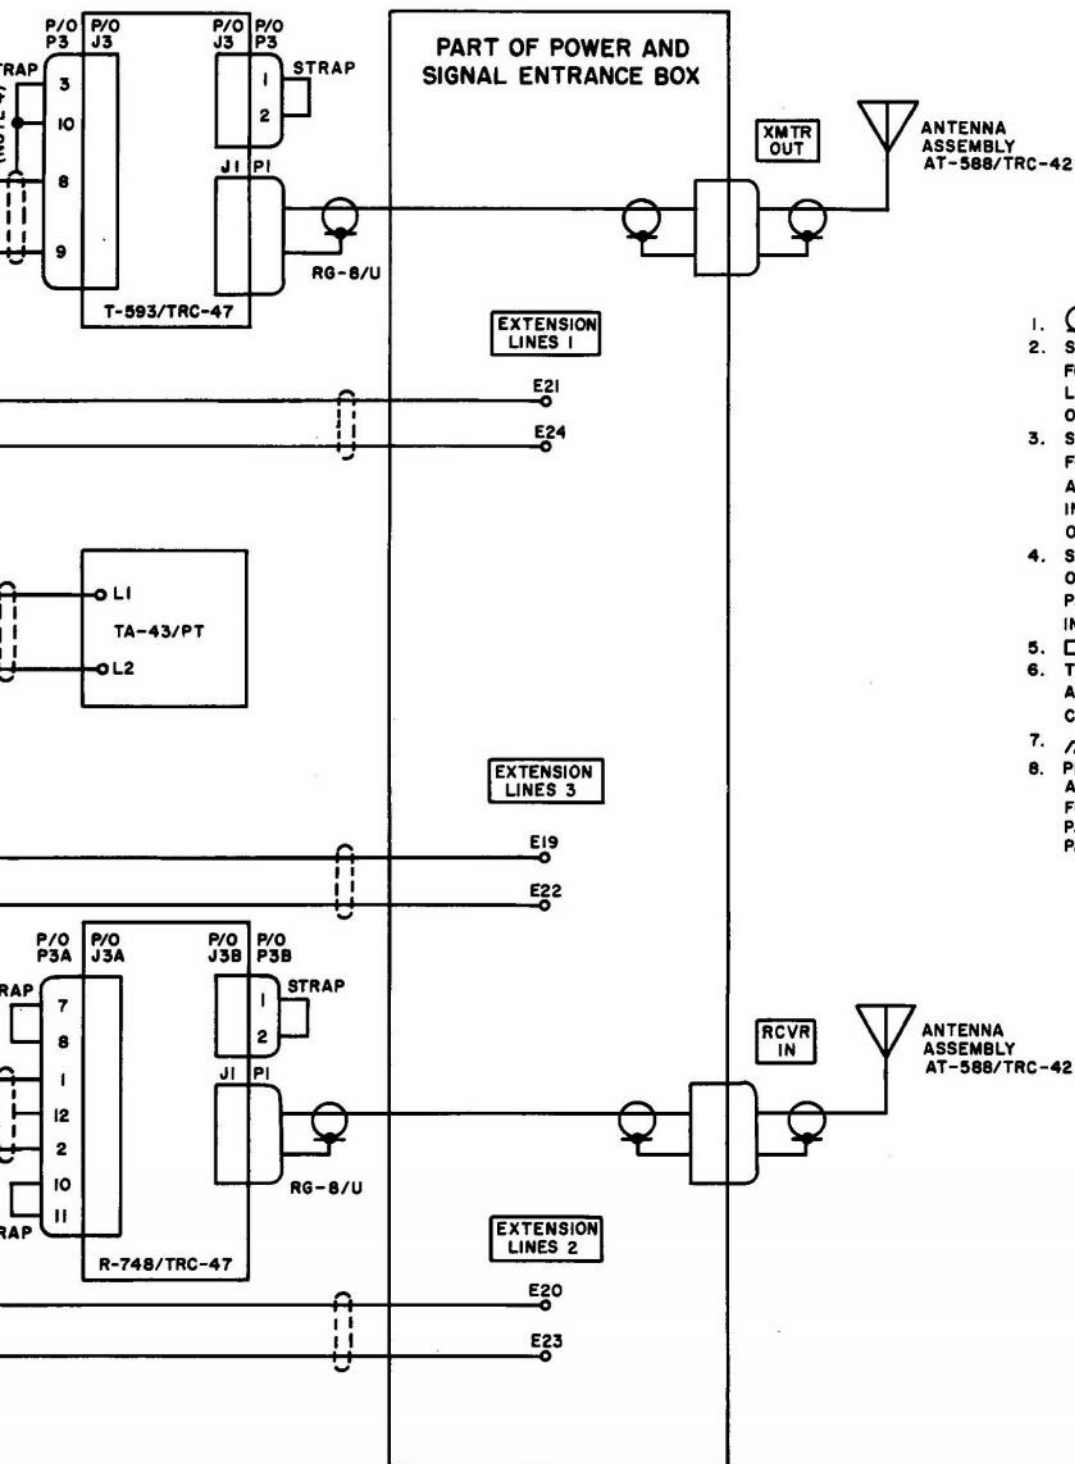 P/O P/O
P3 J3
P/O P/O
J3 P3
3
10
8
9
1
2
STRAP
J1 P1
RG-8/U
T-593/TRC-47
PART OF POWER AND
SIGNAL ENTRANCE BOX
XMTR
OUT
ANTENNA
ASSEMBLY
AT-588/TRC-42
EXTENSION
LINES 1
E21
E24
L1
TA-43/PT
L2
EXTENSION
LINES 3
E19
E22
P/O P/O
P3A J3A
P/O P/O
J3B P3B
RAP
7
8
1
12
2
10
11
RAP
1
2
STRAP
J1 P1
RG-8/U
R-748/TRC-47
RCVR
IN
ANTENNA
ASSEMBLY
AT-588/TRC-42
EXTENSION
LINES 2
E20
E23
1.
2. S
F
L
O
3. S
F
A
I
O
4. S
O
P
I
5.
6. T
A
C
7.
8. P
A
F
P
P